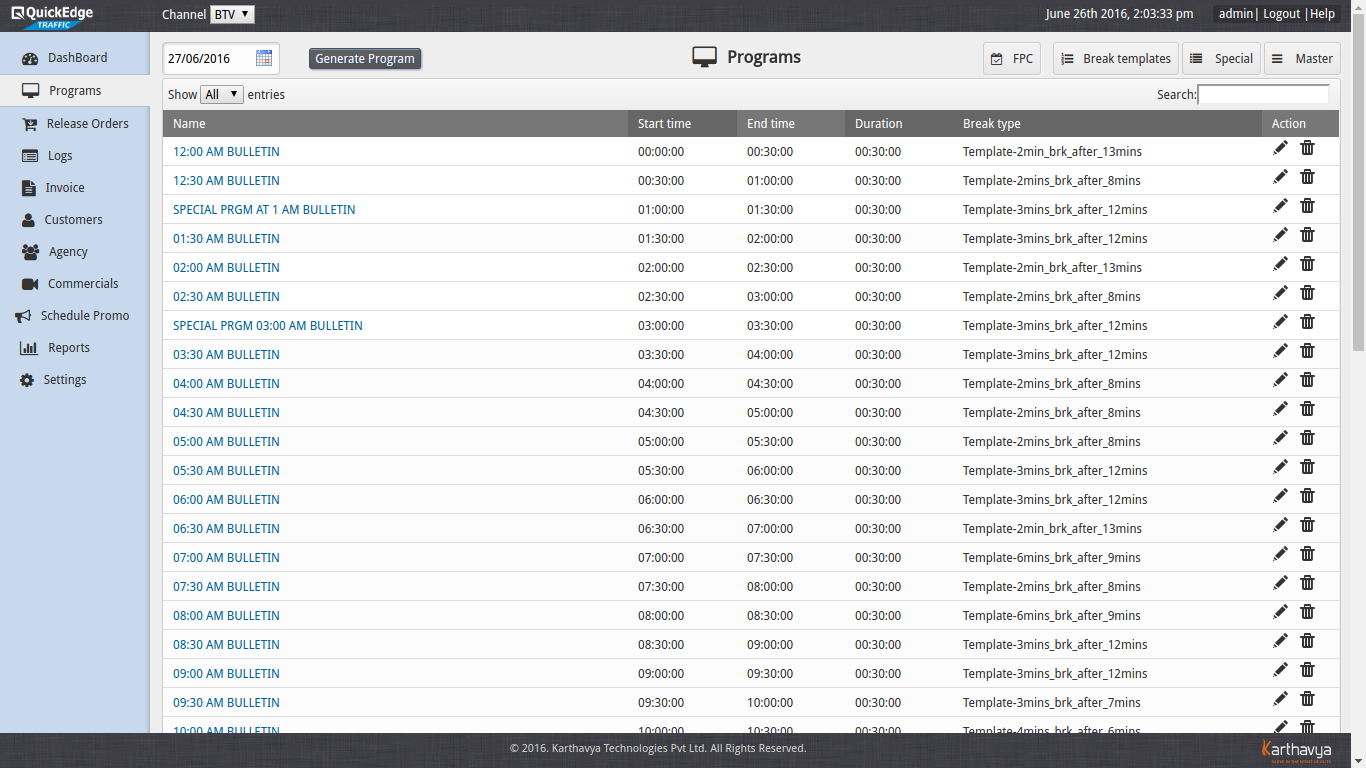 QuickEdge
TRAFFIC
Channel BTV
June 26th 2016, 2:03:33 pm admin| Logout |Help
DashBoard
Programs
Release Orders
Logs
Invoice
Customers
Agency
Commercials
Schedule Promo
Reports
Settings
27/06/2016 Generate Program Programs FPC Break templates Special Master
Show All entries Search:
Name Start time End time Duration Break type Action
12:00 AM BULLETIN 00:00:00 00:30:00 00:30:00 Template-2min_brk_after_13mins
12:30 AM BULLETIN 00:30:00 01:00:00 00:30:00 Template-2mins_brk_after_8mins
SPECIAL PRGM AT 1 AM BULLETIN 01:00:00 01:30:00 00:30:00 Template-3mins_brk_after_12mins
01:30 AM BULLETIN 01:30:00 02:00:00 00:30:00 Template-3mins_brk_after_12mins
02:00 AM BULLETIN 02:00:00 02:30:00 00:30:00 Template-2min_brk_after_13mins
02:30 AM BULLETIN 02:30:00 03:00:00 00:30:00 Template-2mins_brk_after_8mins
SPECIAL PRGM 03:00 AM BULLETIN 03:00:00 03:30:00 00:30:00 Template-3mins_brk_after_12mins
03:30 AM BULLETIN 03:30:00 04:00:00 00:30:00 Template-3mins_brk_after_12mins
04:00 AM BULLETIN 04:00:00 04:30:00 00:30:00 Template-2mins_brk_after_8mins
04:30 AM BULLETIN 04:30:00 05:00:00 00:30:00 Template-2mins_brk_after_8mins
05:00 AM BULLETIN 05:00:00 05:30:00 00:30:00 Template-2mins_brk_after_8mins
05:30 AM BULLETIN 05:30:00 06:00:00 00:30:00 Template-3mins_brk_after_12mins
06:00 AM BULLETIN 06:00:00 06:30:00 00:30:00 Template-3mins_brk_after_12mins
06:30 AM BULLETIN 06:30:00 07:00:00 00:30:00 Template-2min_brk_after_13mins
07:00 AM BULLETIN 07:00:00 07:30:00 00:30:00 Template-6mins_brk_after_9mins
07:30 AM BULLETIN 07:30:00 08:00:00 00:30:00 Template-2mins_brk_after_8mins
08:00 AM BULLETIN 08:00:00 08:30:00 00:30:00 Template-6mins_brk_after_9mins
08:30 AM BULLETIN 08:30:00 09:00:00 00:30:00 Template-3mins_brk_after_12mins
09:00 AM BULLETIN 09:00:00 09:30:00 00:30:00 Template-3mins_brk_after_12mins
09:30 AM BULLETIN 09:30:00 10:00:00 00:30:00 Template-3mins_brk_after_7mins
10:00 AM BULLETIN 10:00:00 10:30:00 00:30:00 Template-4mins_brk_after_6mins
© 2016. Karthavya Technologies Pvt Ltd. All Rights Reserved.
Karthavya